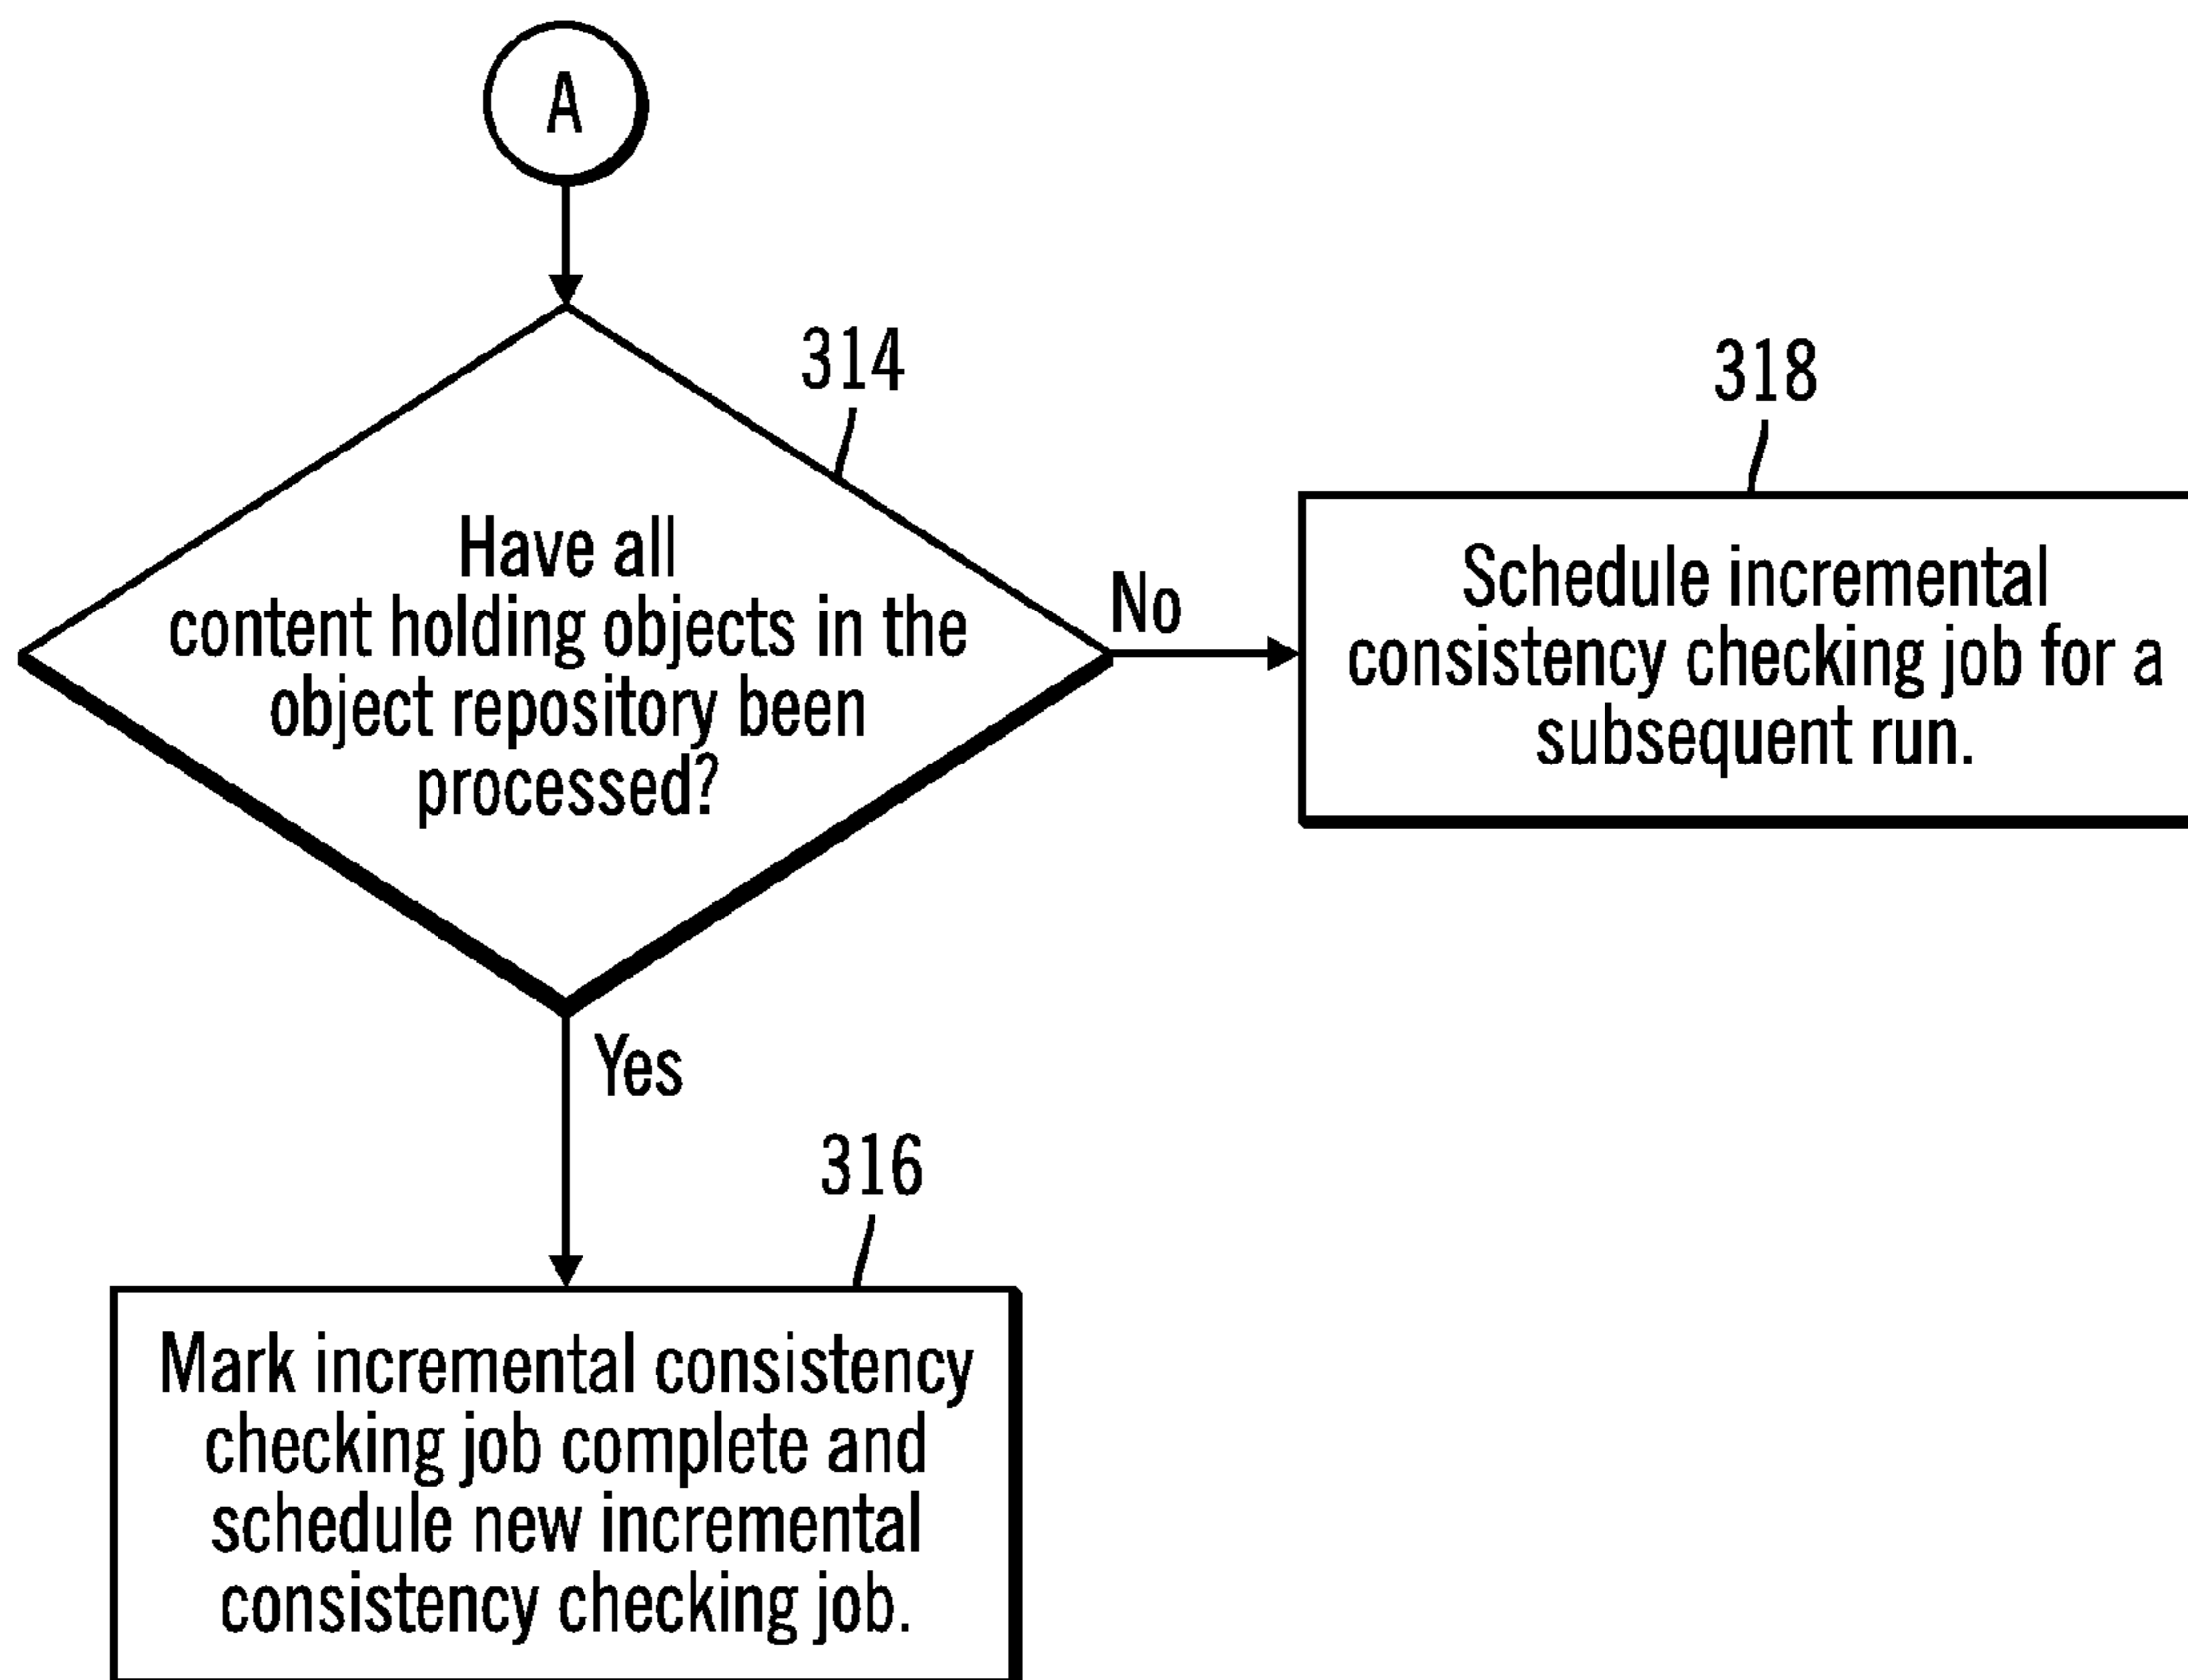 A
314
Have all
content holding objects in the
object repository been
processed?
No
318
Schedule incremental
consistency checking job for a
subsequent run.
Yes
316
Mark incremental consistency
checking job complete and
schedule new incremental
consistency checking job.